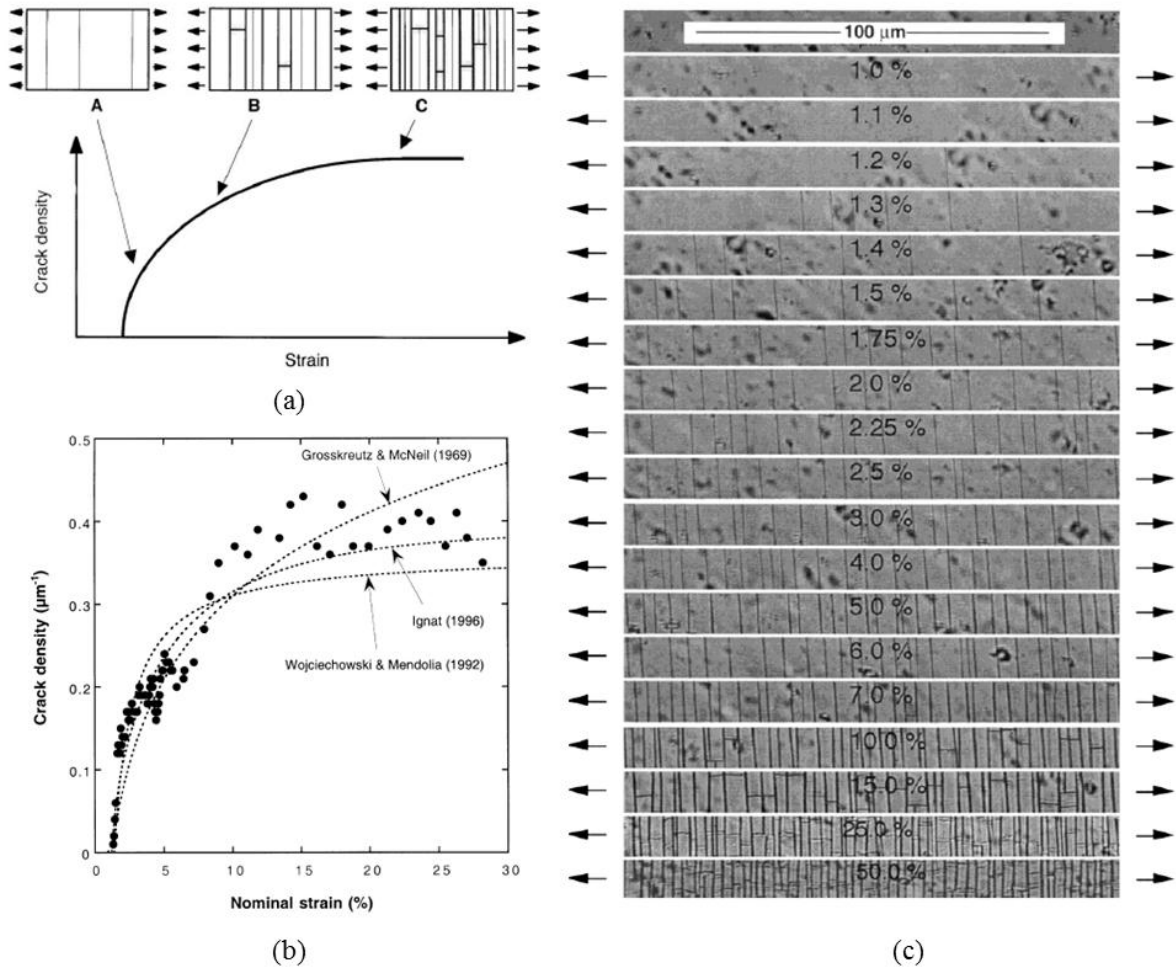 A
B
C
Crack density
Strain
(a)
0.5
0.4
0.3
0.2
0.1
0
Crack density (µm⁻¹)
Grosskreutz & McNeil (1969)
Ignat (1996)
Wojciechowski & Mendolia (1992)
0 5 10 15 20 25 30
Nominal strain (%)
(b)
100 µm
1.0 %
1.1 %
1.2 %
1.3 %
1.4 %
1.5 %
1.75 %
2.0 %
2.25 %
2.5 %
3.0 %
4.0 %
5.0 %
6.0 %
7.0 %
10.0 %
15.0 %
25.0 %
50.0 %
(c)